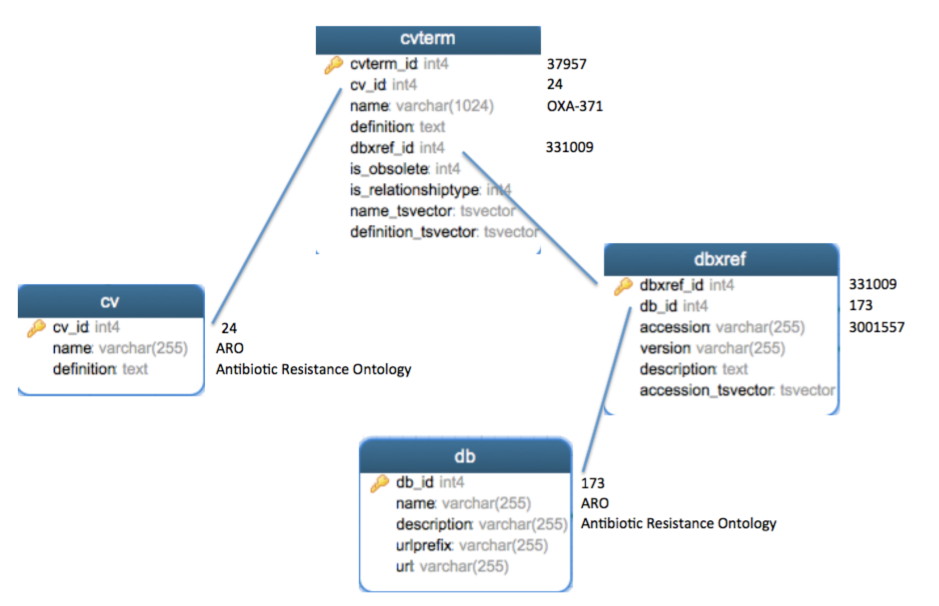 cvterm
cvterm_id: int4 37957
cv_id: int4 24
name: varchar(1024) OXA-371
definition: text
dbxref_id: int4 331009
is_obsolete: int4
is_relationshiptype: int4
name_tsvector: tsvector
definition_tsvector: tsvector
dbxref
dbxref_id: int4 331009
db_id: int4 173
accession: varchar(255) 3001557
version: varchar(255)
description: text
accession_tsvector: tsvector
cv
cv_id: int4 24
name: varchar(255) ARO
definition: text Antibiotic Resistance Ontology
db
db_id: int4 173
name: varchar(255) ARO
description: varchar(255) Antibiotic Resistance Ontology
urlprefix: varchar(255)
url: varchar(255)